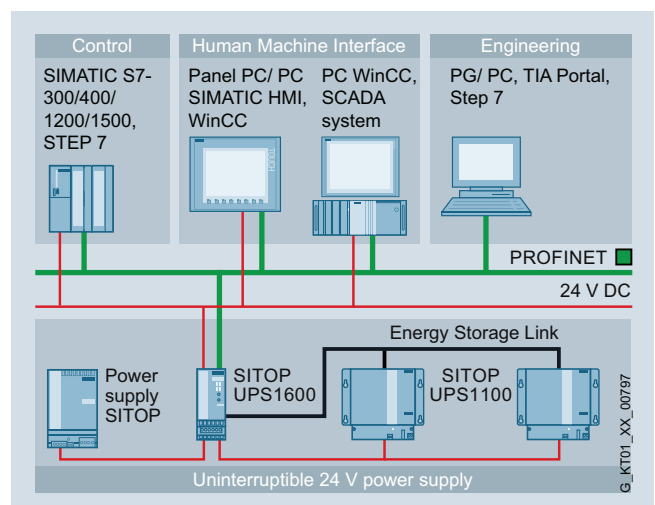 Control
Human Machine Interface
Engineering
SIMATIC S7-
300/400/
1200/1500,
STEP 7
Panel PC/ PC
SIMATIC HMI,
WinCC
PC WinCC,
SCADA
system
PG/ PC, TIA Portal,
Step 7
TOUCH
PROFINET
24 V DC
Energy Storage Link
Power
supply
SITOP
SITOP
UPS1600
SITOP
UPS1100
Uninterruptible 24 V power supply
G_KT01_XX_00797